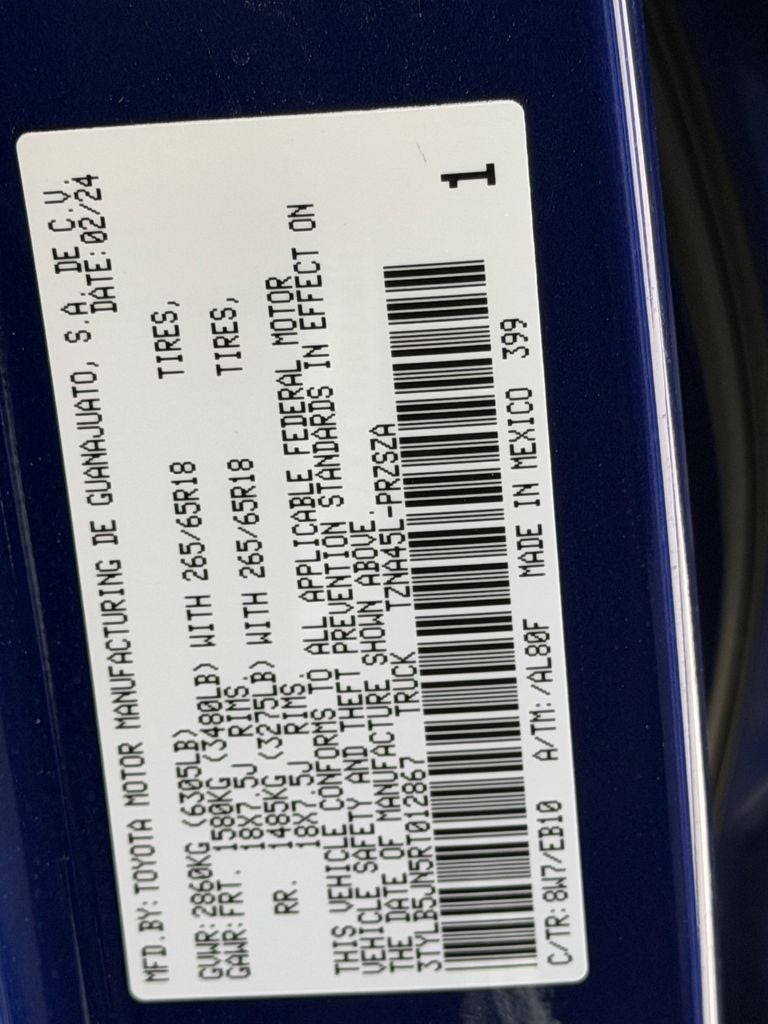 MFD.BY:TOYOTA MOTOR MANUFACTURING DE GUANAJUATO, S.A. DE C.V.
DATE:02/24
GVWR:2860KG (6305LB)
GAWR:FRT. 1580KG (3480LB) WITH 265/65R18 TIRES,
18X7.5J RIMS.
RR. 1485KG (3275LB) WITH 265/65R18 TIRES,
18X7.5J RIMS.
THIS VEHICLE CONFORMS TO ALL APPLICABLE FEDERAL MOTOR
VEHICLE SAFETY AND THEFT PREVENTION STANDARDS IN EFFECT ON
THE DATE OF MANUFACTURE SHOWN ABOVE.
3TYLB5JN5RT012867 TRUCK TZNA45L-PRZSZA
1
C/TR:8W7/EB10 A/TM:/AL80F MADE IN MEXICO 399